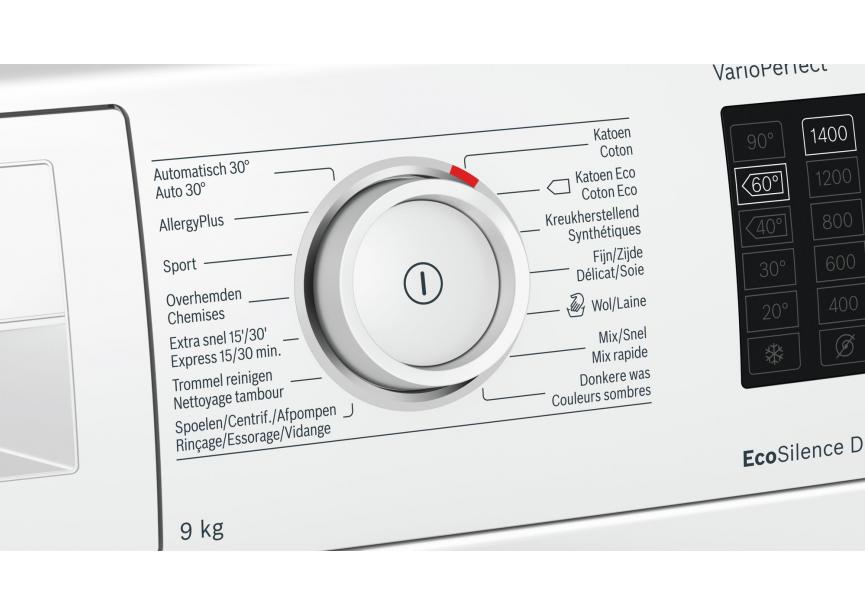 VarioPerfect
Automatisch 30°
Auto 30°
AllergyPlus
Sport
Overhemden
Chemises
Extra snel 15'/30'
Express 15/30 min.
Trommel reinigen
Nettoyage tambour
Spoelen/Centrif./Afpompen
Rinçage/Essorage/Vidange
Katoen
Coton
Katoen Eco
Coton Eco
Kreukherstellend
Synthétiques
Fijn/Zijde
Délicat/Soie
Wol/Laine
Mix/Snel
Mix rapide
Donkere was
Couleurs sombres
90° 1400
60° 1200
40° 800
30° 600
20° 400
EcoSilence D
9 kg